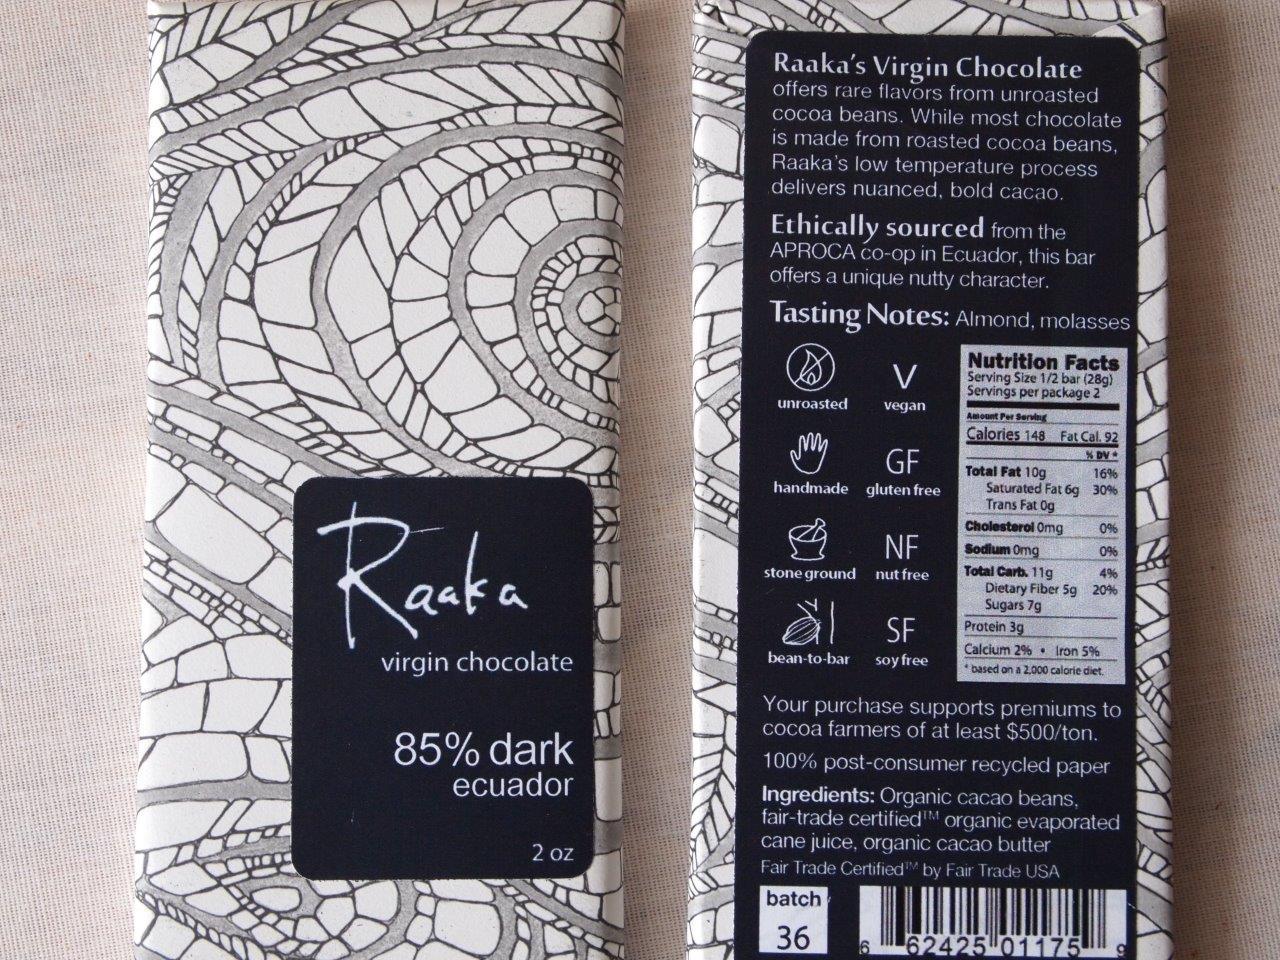 Raaka
virgin chocolate
85% dark
ecuador
2 oz
Raaka's Virgin Chocolate
offers rare flavors from unroasted
cocoa beans. While most chocolate
is made from roasted cocoa beans,
Raaka's low temperature process
delivers nuanced, bold cacao.
Ethically sourced from the
APROCA co-op in Ecuador, this bar
offers a unique nutty character.
Tasting Notes: Almond, molasses
unroasted
V
vegan
handmade
GF
gluten free
stone ground
NF
nut free
bean-to-bar
SF
soy free
Nutrition Facts
Serving Size 1/2 bar (28g)
Servings per package 2
Amount Per Serving
Calories 148 Fat Cal. 92
% DV *
Total Fat 10g 16%
Saturated Fat 6g 30%
Trans Fat 0g
Cholesterol 0mg 0%
Sodium 0mg 0%
Total Carb. 11g 4%
Dietary Fiber 5g 20%
Sugars 7g
Protein 3g
Calcium 2% • Iron 5%
* based on a 2,000 calorie diet.
Your purchase supports premiums to
cocoa farmers of at least $500/ton.
100% post-consumer recycled paper
Ingredients: Organic cacao beans,
fair-trade certified™ organic evaporated
cane juice, organic cacao butter
Fair Trade Certified™ by Fair Trade USA
batch
36
6 62425 01175 9